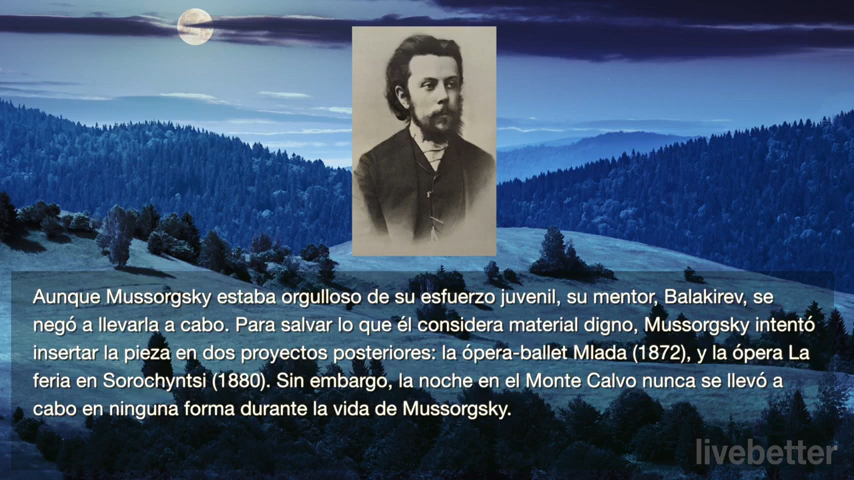 Aunque Mussorgsky estaba orgulloso de su esfuerzo juvenil, su mentor, Balakirev, se
negó a llevarla a cabo. Para salvar lo que él considera material digno, Mussorgsky intentó
insertar la pieza en dos proyectos posteriores: la ópera-ballet Mlada (1872), y la ópera La
feria en Sorochyntsi (1880). Sin embargo, la noche en el Monte Calvo nunca se llevó a
cabo en ninguna forma durante la vida de Mussorgsky.
livebetter